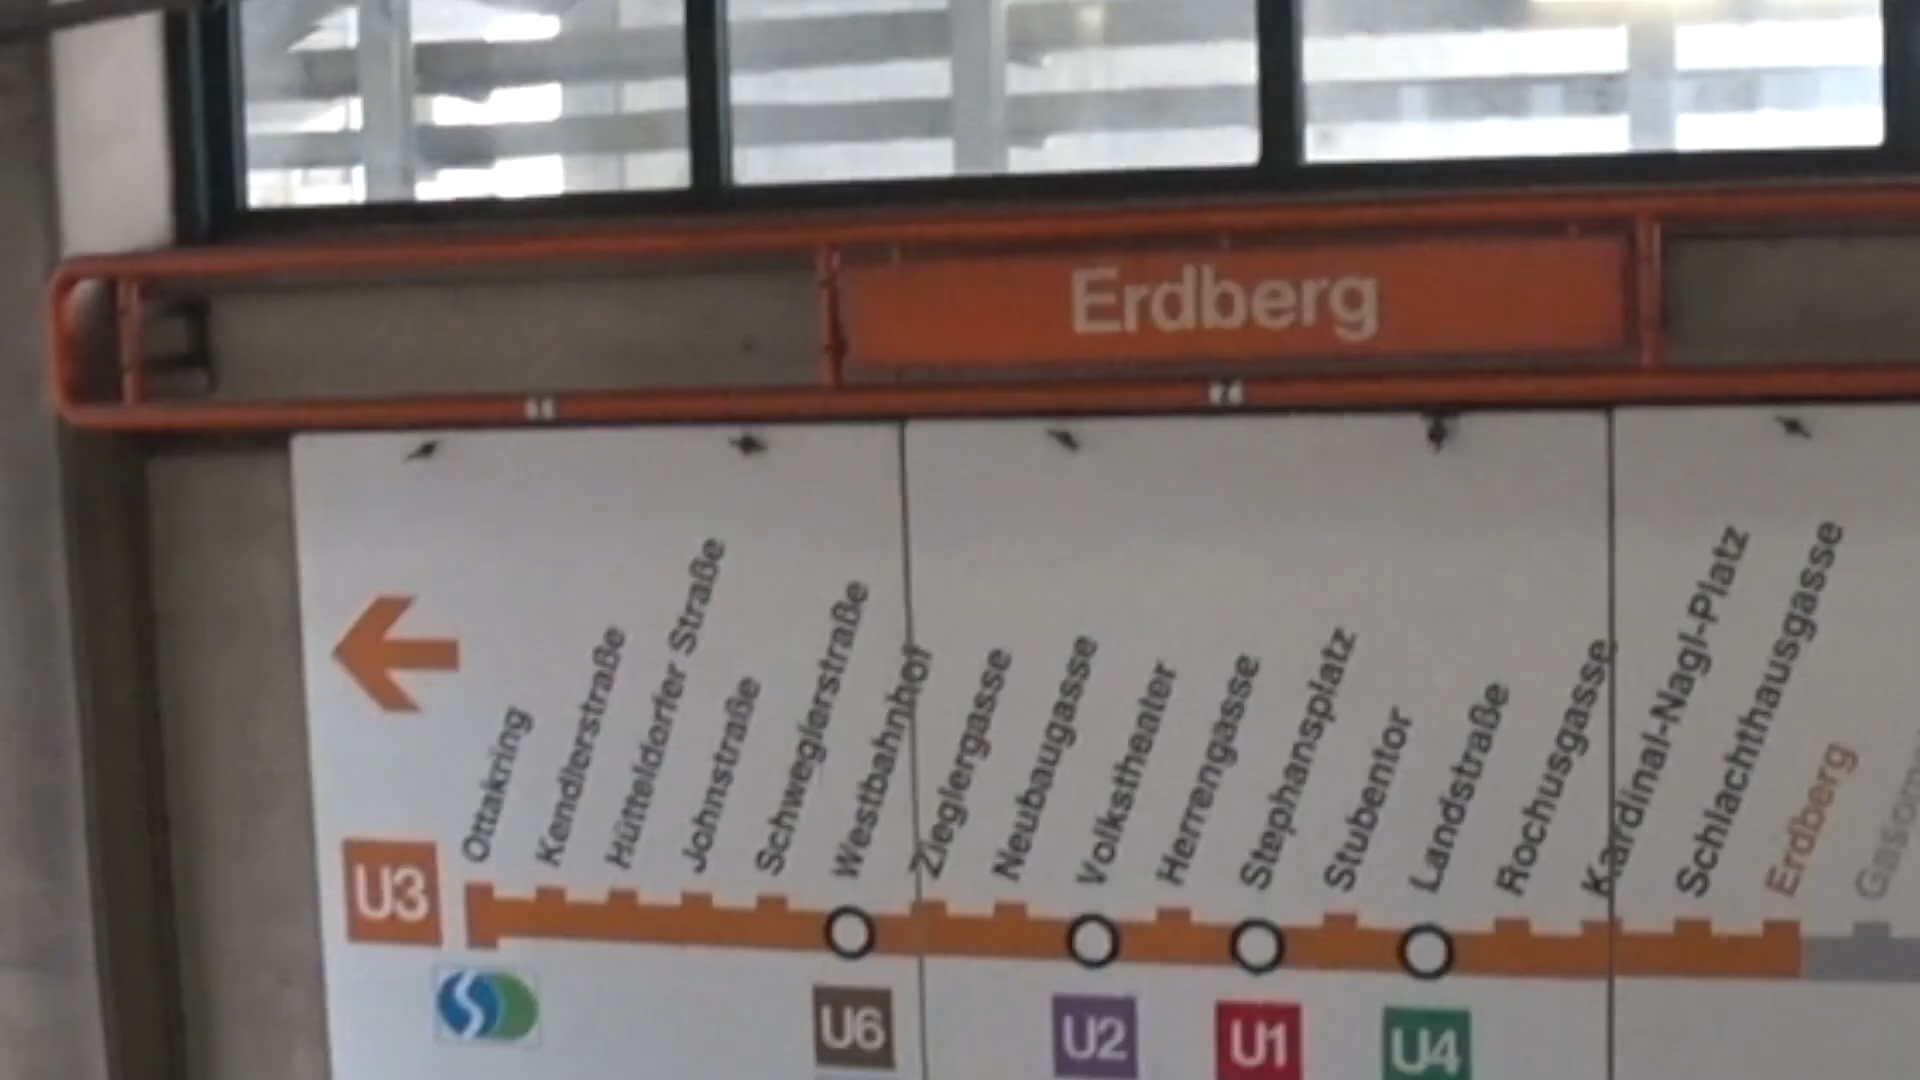 Erdberg
Ottakring
Kendlerstraße
Hütteldorfer Straße
Johnstraße
Schweglerstraße
Westbahnhof
Zieglergasse
Neubaugasse
Volkstheater
Herrengasse
Stephansplatz
Stubentor
Landstraße
Rochusgasse
Kardinal-Nagl-Platz
Schlachthausgasse
Erdberg
U3
U6
U2
U1
U4